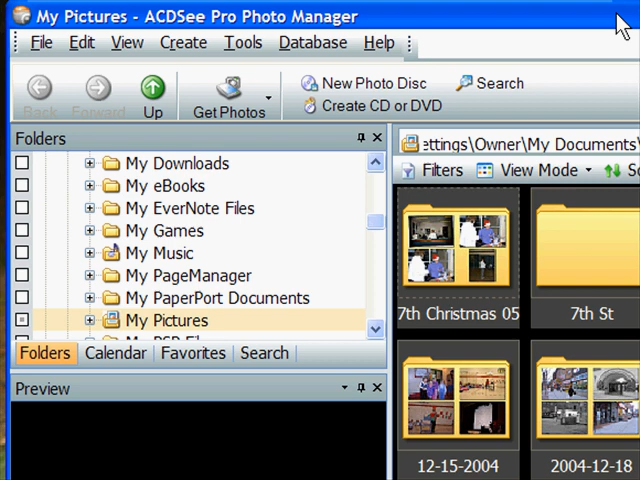 My Pictures - ACDSee Pro Photo Manager
File Edit View Create Tools Database Help
Back Forward Up Get Photos
New Photo Disc Search
Create CD or DVD
Folders
ettings\Owner\My Documents\
Filters View Mode
My Downloads
My eBooks
My EverNote Files
My Games
My Music
My PageManager
My PaperPort Documents
My Pictures
Folders Calendar Favorites Search
Preview
7th Christmas 05 7th St
12-15-2004 2004-12-18